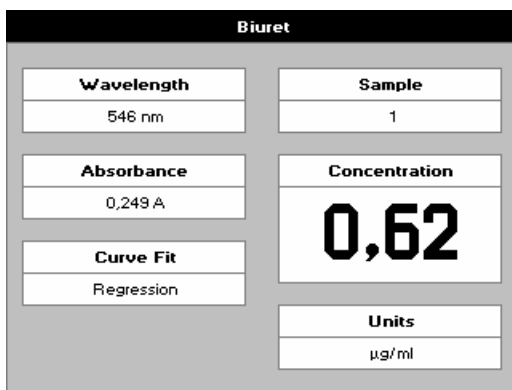 Biuret
Wavelength
546 nm
Absorbance
0,249 A
Curve Fit
Regression
Sample
1
Concentration
0,62
Units
µg/ml